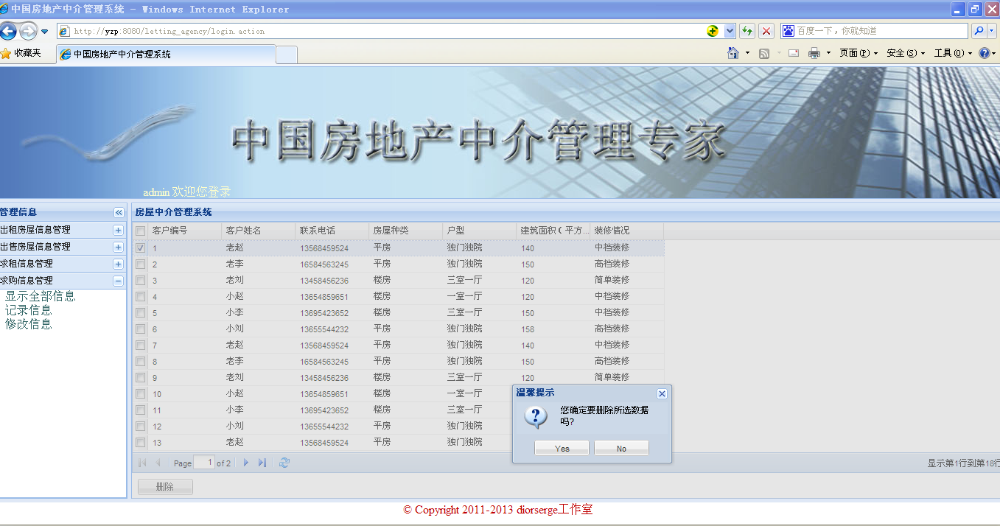 中国房地产中介管理系统 - Windows Internet Explorer
http://yzp:8080/letting_agency/login.action
百度一下，你就知道
收藏夹
中国房地产中介管理系统
页面(P) 安全(S) 工具(O)
中国房地产中介管理专家
admin 欢迎您登录
管理信息
出租房屋信息管理
出售房屋信息管理
求租信息管理
求购信息管理
显示全部信息
记录信息
修改信息
房屋中介管理系统
客户编号 客户姓名 联系电话 房屋种类 户型 建筑面积（平方... 装修情况
1 老赵 13568459524 平房 独门独院 140 中档装修
2 老李 16584563245 平房 独门独院 150 高档装修
3 老刘 13458456236 楼房 三室一厅 120 简单装修
4 小赵 13654859651 楼房 一室一厅 120 中档装修
5 小李 13695423652 楼房 三室一厅 150 中档装修
6 小刘 13655544232 平房 独门独院 158 高档装修
7 老赵 13568459524 平房 独门独院 140 中档装修
8 老李 16584563245 平房 独门独院 150 高档装修
9 老刘 13458456236 楼房 三室一厅 120 简单装修
10 小赵 13654859651 楼房 一室一厅
11 小李 13695423652 楼房 三室一厅
12 小刘 13655544232 平房 独门独院
13 老赵 13568459524 平房 独门独院
温馨提示
您确定要删除所选数据
吗?
Yes No
Page 1 of 2
显示第1行到第18行
删除
© Copyright 2011-2013 diorserge工作室